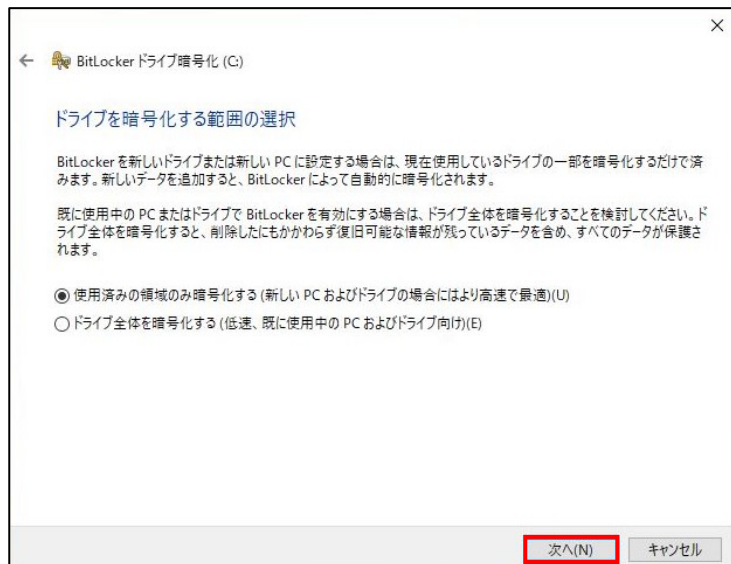 BitLocker ドライブ暗号化 (C:)
ドライブを暗号化する範囲の選択
BitLocker を新しいドライブまたは新しい PC に設定する場合は、現在使用しているドライブの一部を暗号化するだけで済
みます。新しいデータを追加すると、BitLocker によって自動的に暗号化されます。
既に使用中の PC またはドライブで BitLocker を有効にする場合は、ドライブ全体を暗号化することを検討してください。ド
ライブ全体を暗号化すると、削除したにもかかわらず復旧可能な情報が残っているデータを含め、すべてのデータが保護さ
れます。
使用済みの領域のみ暗号化する (新しい PC およびドライブの場合にはより高速で最適)(U)
ドライブ全体を暗号化する (低速、既に使用中の PC およびドライブ向け)(E)
次へ(N) キャンセル